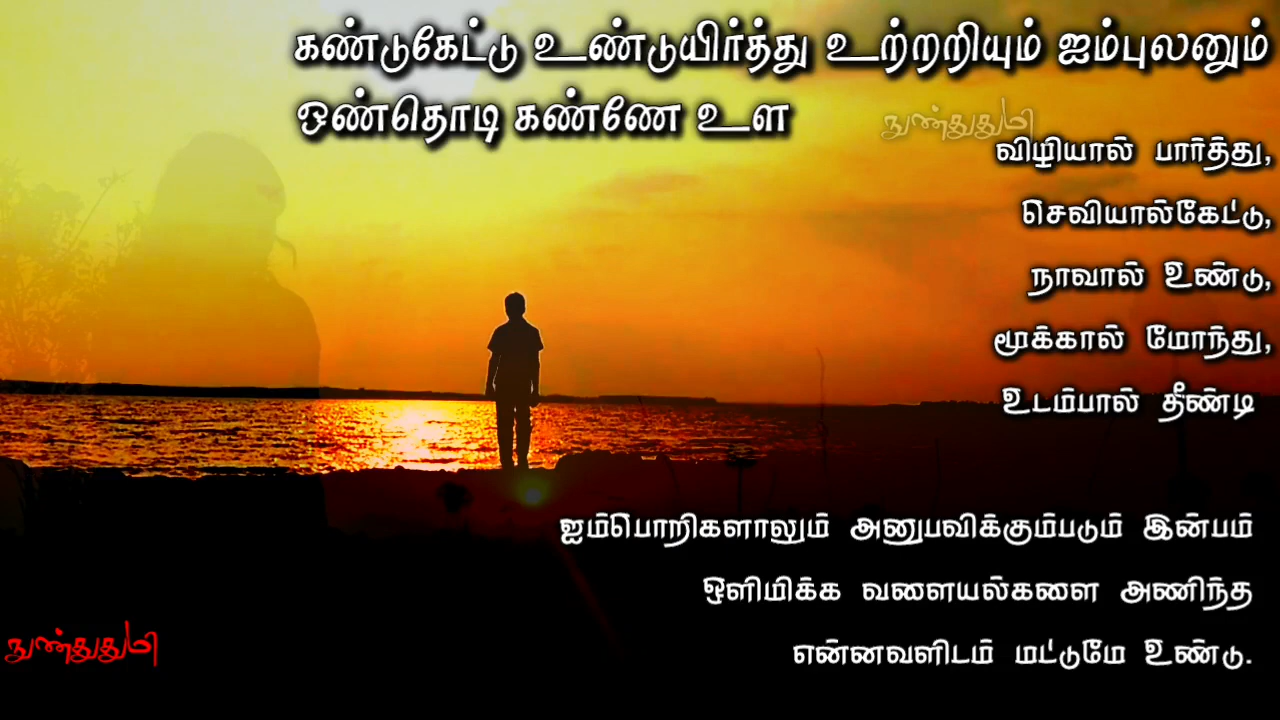 கண்டுகேட்டு உண்டுயிர்த்து உற்றறியும் ஐம்புலனும்
ஒண்தொடி கண்ணே உள
நுண்துதுமி
விழியால் பார்த்து,
செவியால்கேட்டு,
நாவால் உண்டு,
மூக்கால் மோந்து,
உடம்பால் தீண்டி
ஐம்பொறிகளாலும் அனுபவிக்கும்படும் இன்பம்
ஒளிமிக்க வளையல்களை அணிந்த
என்னவளிடம் மட்டுமே உண்டு.
நுண்துதுமி